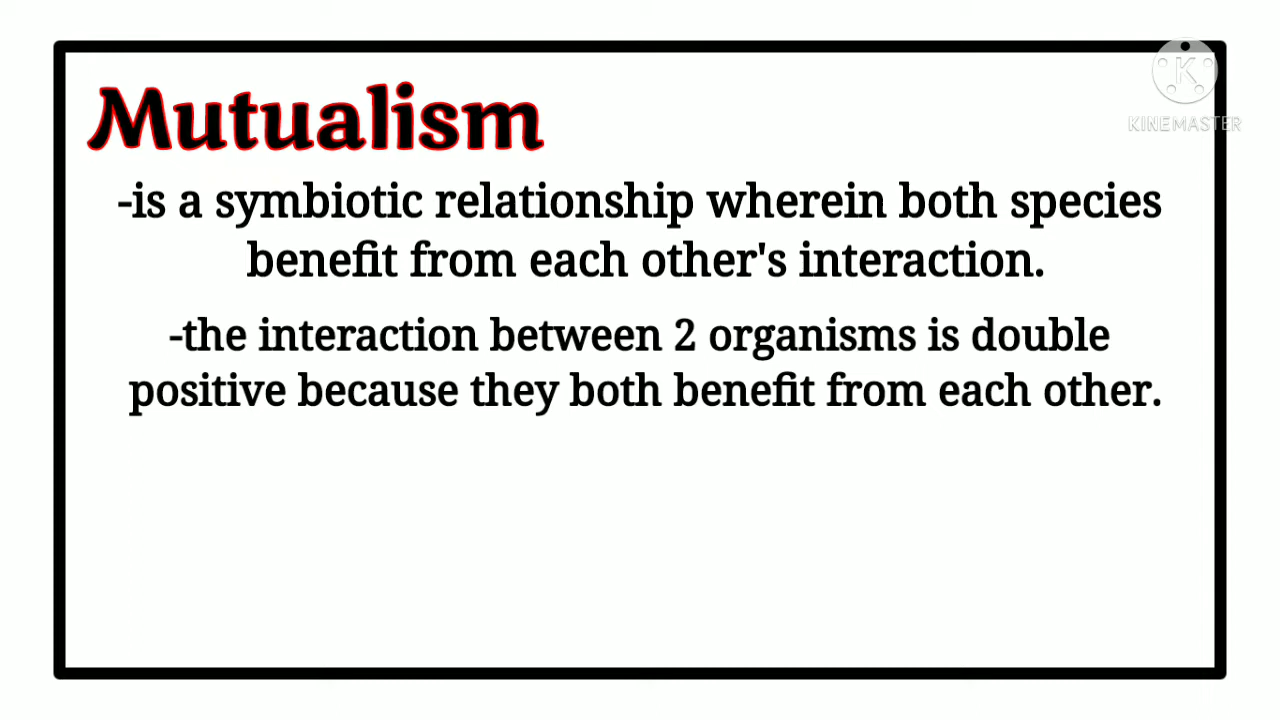 Mutualism
-is a symbiotic relationship wherein both species
benefit from each other's interaction.
-the interaction between 2 organisms is double
positive because they both benefit from each other.
K
KINEMASTER